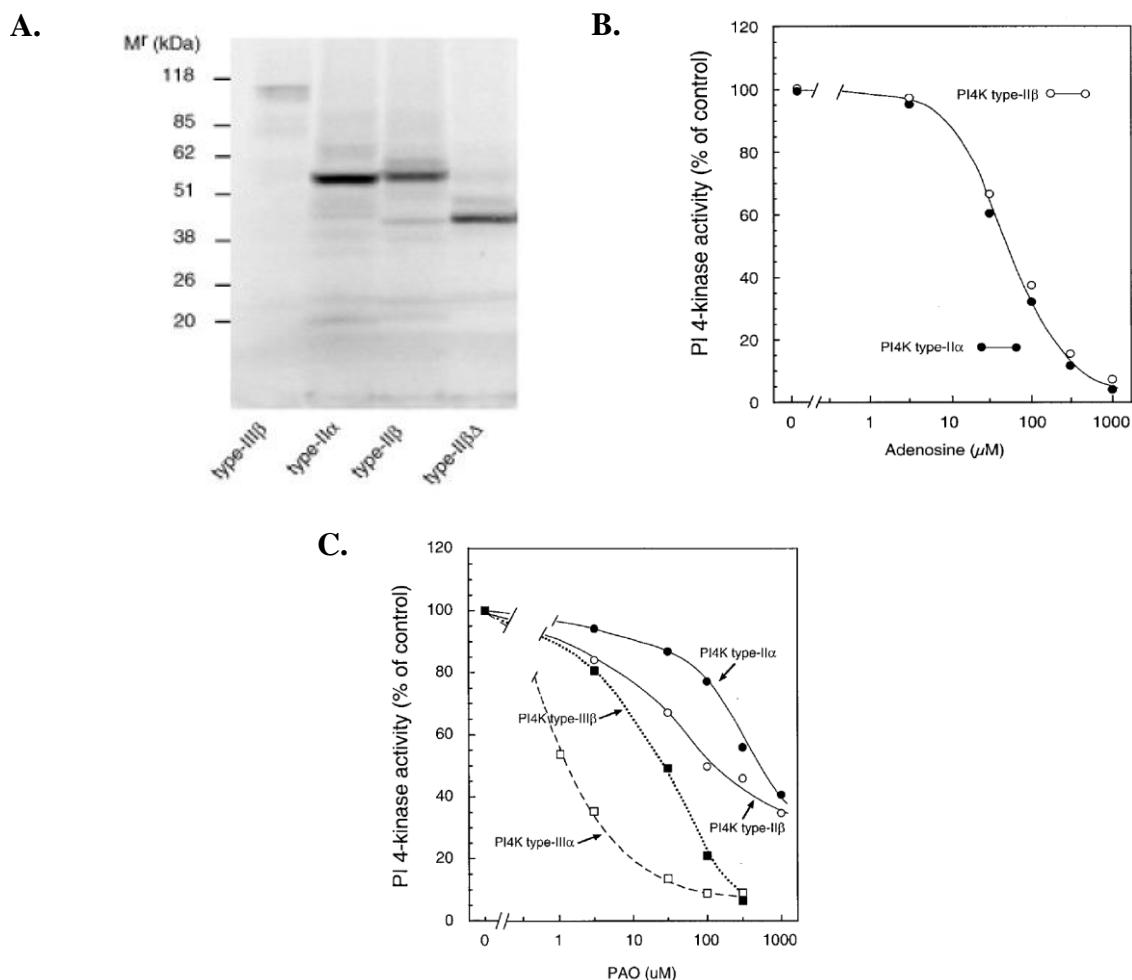 A.
Mr (kDa)
118
85
62
51
38
26
20
type-IIIβ
type-IIα
type-IIβ
type-IIβΔ
B.
PI 4-kinase activity (% of control)
120
100
80
60
40
20
0
PI4K type-IIβ
PI4K type-IIα
0 1 10 100 1000
Adenosine (µM)
C.
PI 4-kinase activity (% of control)
120
100
80
60
40
20
0
PI4K type-IIα
PI4K type-IIIβ
PI4K type-IIβ
PI4K type-IIIα
0 1 10 100 1000
PAO (uM)